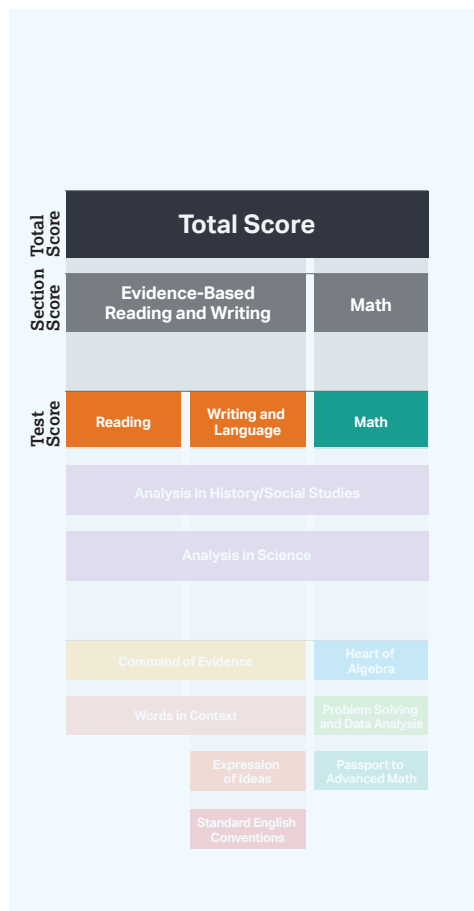 Total
Score
Total Score
Section
Score
Evidence-Based
Reading and Writing
Math
Test
Score
Reading
Writing and
Language
Math
Analysis in History/Social Studies
Analysis in Science
Command of Evidence
Heart of
Algebra
Words in Context
Problem Solving
and Data Analysis
Expression
of Ideas
Passport to
Advanced Math
Standard English
Conventions